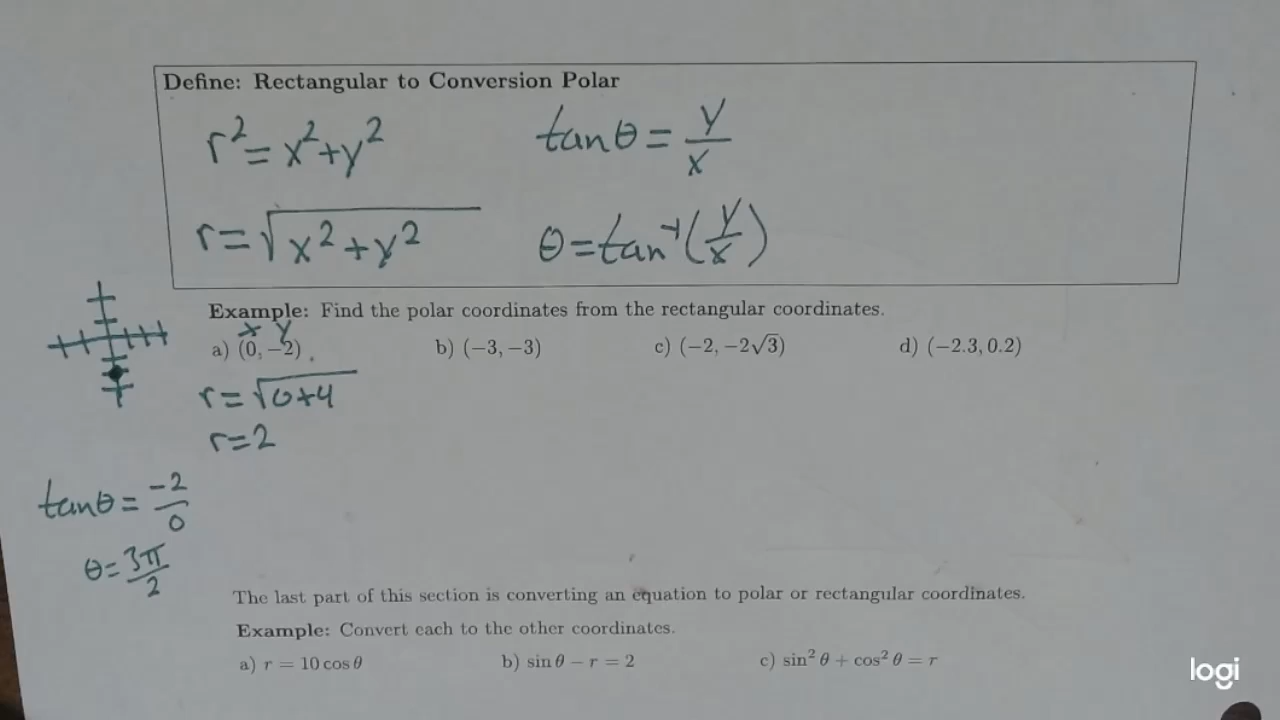 Define: Rectangular to Conversion Polar
r² = x² + y²
tanθ = y/x
r = √(x² + y²)
θ = tan⁻¹(y/x)
Example: Find the polar coordinates from the rectangular coordinates.
x y
a) (0, −2) b) (−3, −3) c) (−2, −2√3) d) (−2.3, 0.2)
r = √(0+4)
r = 2
tanθ = −2/0
θ = 3π/2
The last part of this section is converting an equation to polar or rectangular coordinates.
Example: Convert each to the other coordinates.
a) r = 10 cos θ b) sin θ − r = 2 c) sin² θ + cos² θ = r
logi